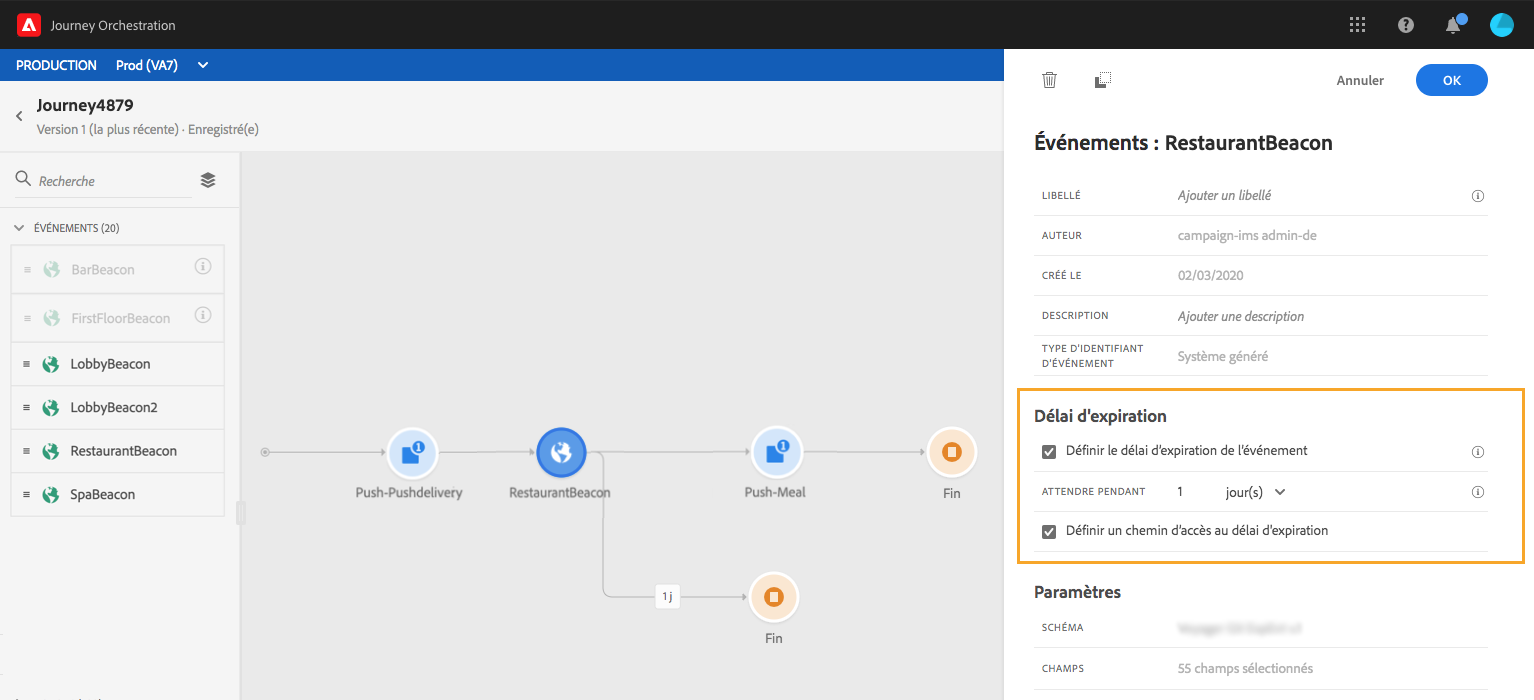 Journey Orchestration
PRODUCTION Prod (VA7)
Journey4879
Version 1 (la plus récente) · Enregistré(e)
Recherche
ÉVÉNEMENTS (20)
BarBeacon
FirstFloorBeacon
LobbyBeacon
LobbyBeacon2
RestaurantBeacon
SpaBeacon
1
Push-Pushdelivery
RestaurantBeacon
1
Push-Meal
Fin
1 j
Fin
Annuler OK
Événements : RestaurantBeacon
LIBELLÉ Ajouter un libellé
AUTEUR campaign-ims admin-de
CRÉÉ LE 02/03/2020
DESCRIPTION Ajouter une description
TYPE D'IDENTIFIANT
D'ÉVÉNEMENT Système généré
Délai d'expiration
Définir le délai d'expiration de l'événement
ATTENDRE PENDANT 1 jour(s)
Définir un chemin d'accès au délai d'expiration
Paramètres
SCHÉMA
CHAMPS 55 champs sélectionnés